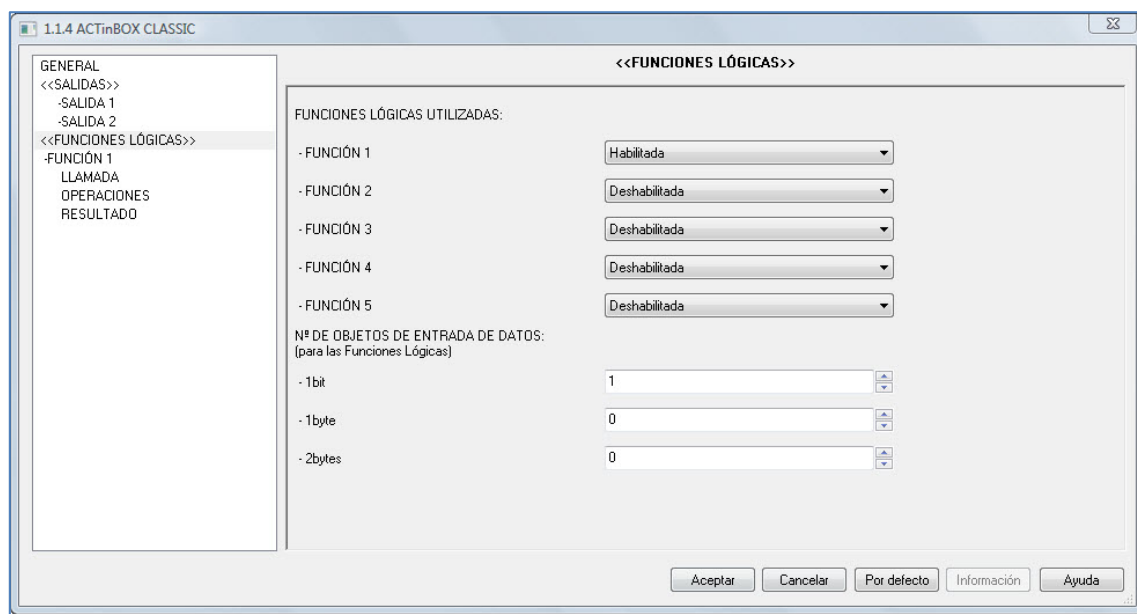 1.1.4 ACTinBOX CLASSIC
GENERAL
<<SALIDAS>>
-SALIDA 1
-SALIDA 2
<<FUNCIONES LÓGICAS>>
-FUNCIÓN 1
LLAMADA
OPERACIONES
RESULTADO
<<FUNCIONES LÓGICAS>>
FUNCIONES LÓGICAS UTILIZADAS:
- FUNCIÓN 1 Habilitada
- FUNCIÓN 2 Deshabilitada
- FUNCIÓN 3 Deshabilitada
- FUNCIÓN 4 Deshabilitada
- FUNCIÓN 5 Deshabilitada
Nº DE OBJETOS DE ENTRADA DE DATOS:
(para las Funciones Lógicas)
- 1bit 1
- 1byte 0
- 2bytes 0
Aceptar Cancelar Por defecto Información Ayuda